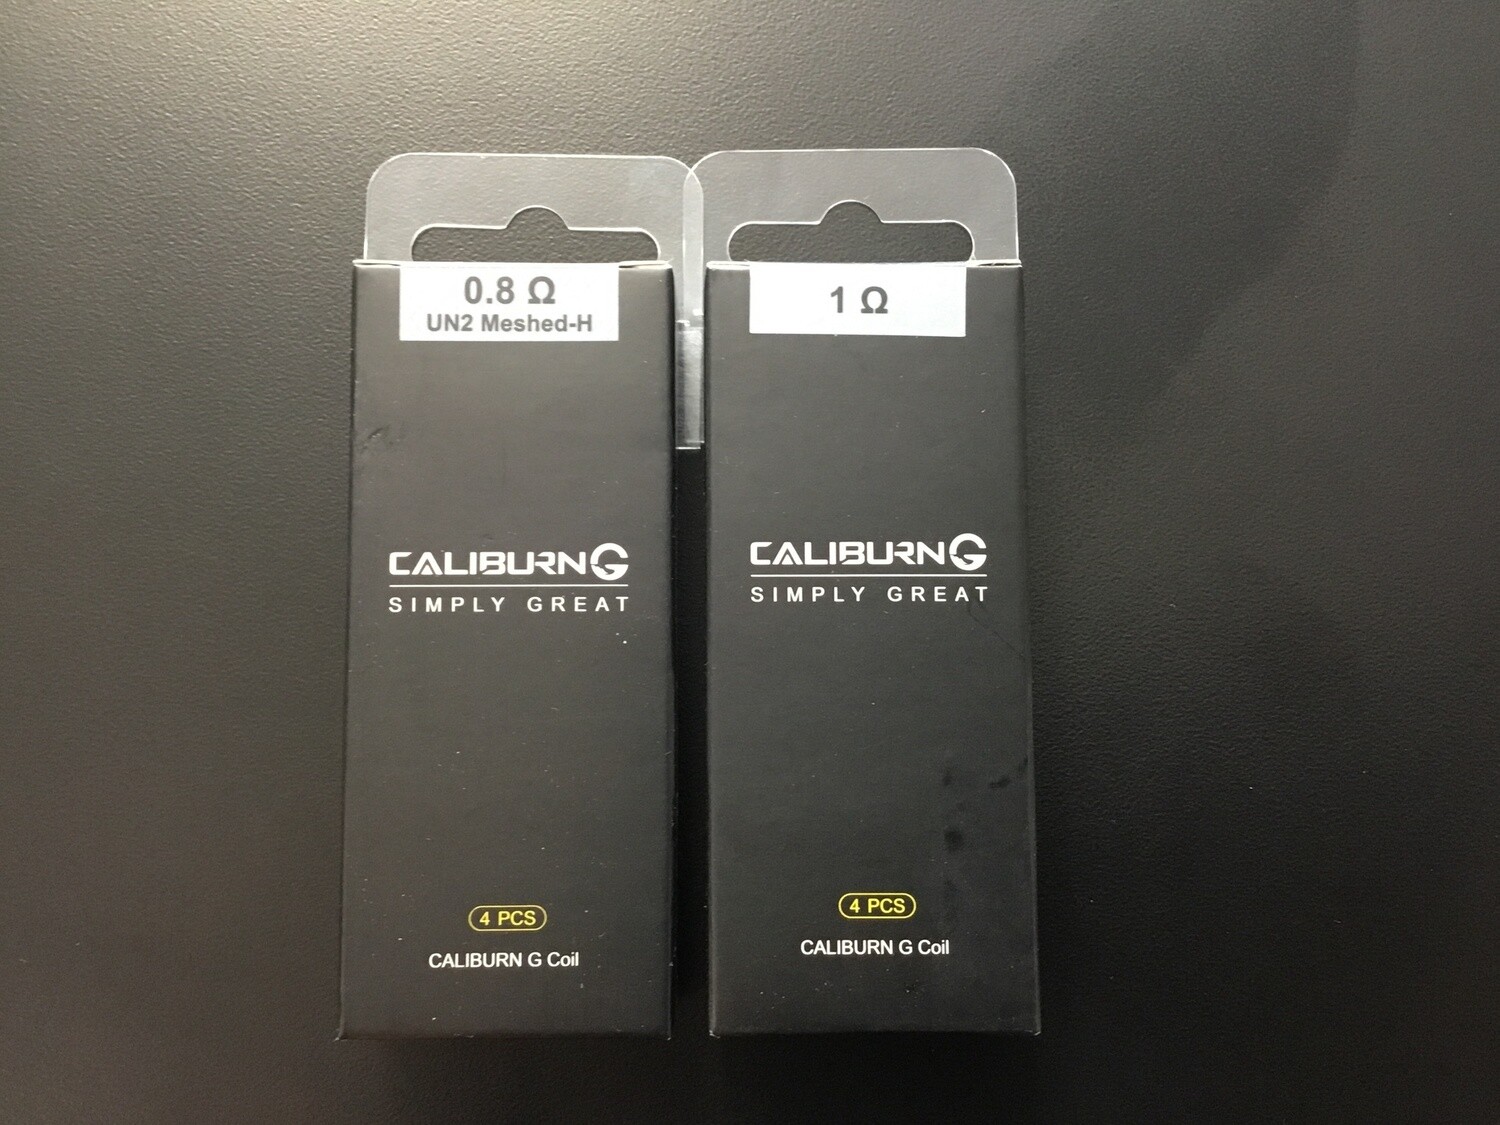 0.8 Ω
UN2 Meshed-H
CALIBURN G
SIMPLY GREAT
4 PCS
CALIBURN G Coil
1 Ω
CALIBURN G
SIMPLY GREAT
4 PCS
CALIBURN G Coil